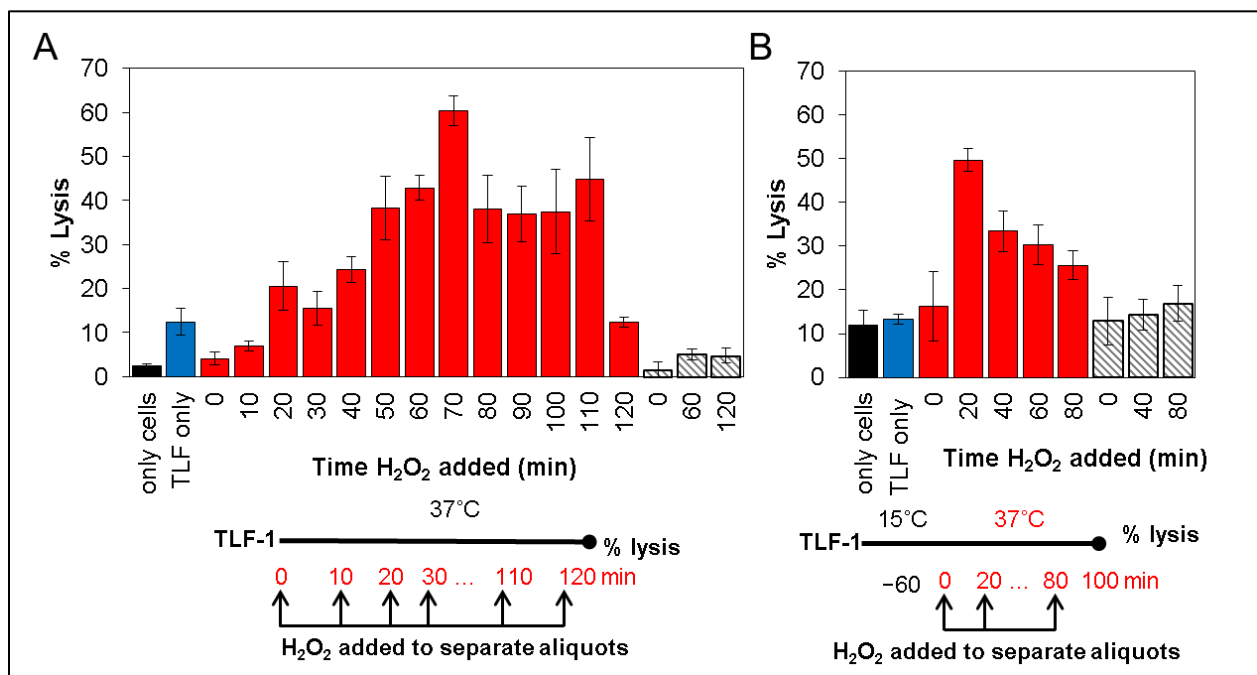 A
70
60
50
40
30
20
10
0
% Lysis
only cells
TLF only
0
10
20
30
40
50
60
70
80
90
100
110
120
0
60
120
Time H₂O₂ added (min)
37°C
TLF-1
% lysis
0 10 20 30 ... 110 120 min
H₂O₂ added to separate aliquots
B
70
60
50
40
30
20
10
0
% Lysis
only cells
TLF only
0
20
40
60
80
0
40
80
Time H₂O₂ added (min)
15°C 37°C
TLF-1
% lysis
−60 0 20 ... 80 100 min
H₂O₂ added to separate aliquots